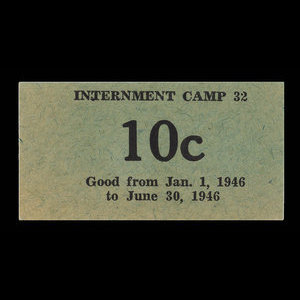 INTERNMENT CAMP 32
10c
Good from Jan. 1, 1946
to June 30, 1946